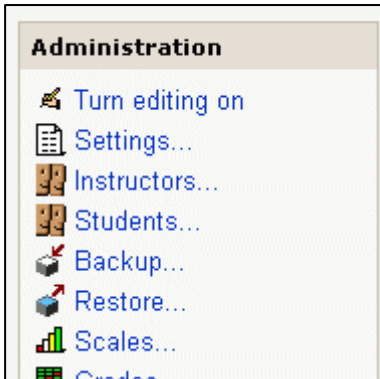 Administration
Turn editing on
Settings...
Instructors...
Students...
Backup...
Restore...
Scales...